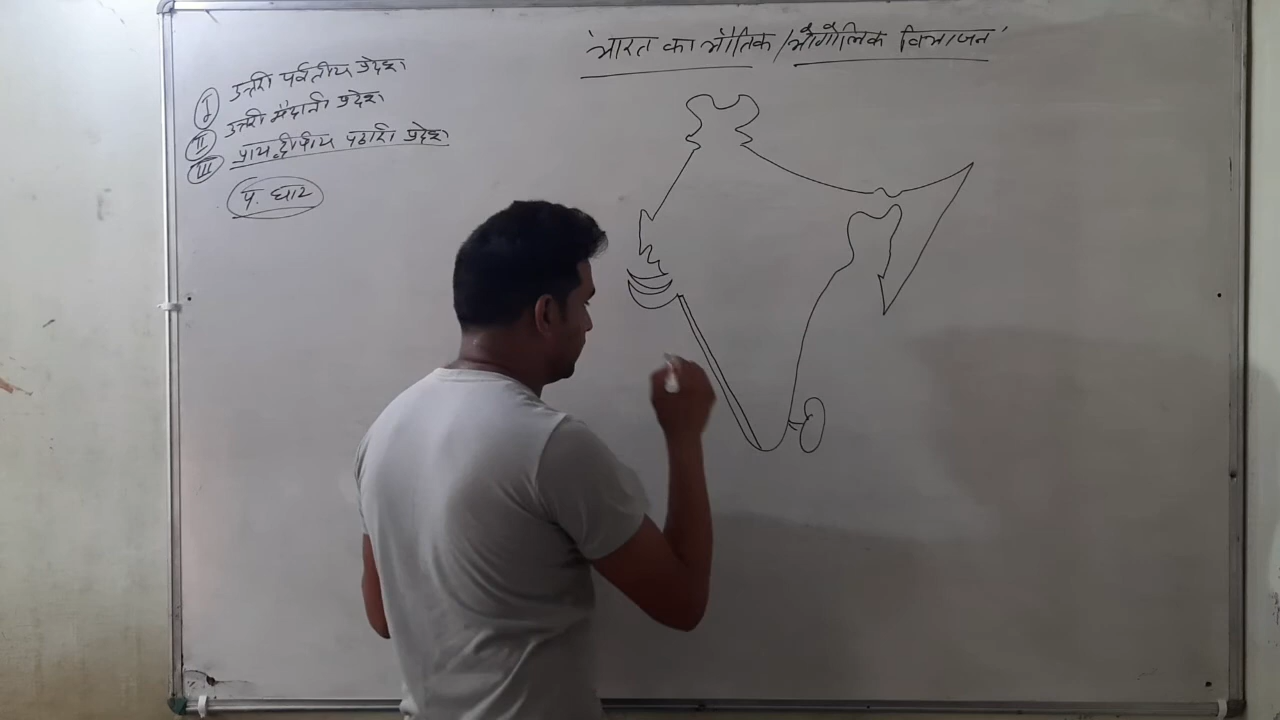 'भारत का भौतिक/भौगोलिक विभाजन'
I उत्तरी पर्वतीय प्रदेश
II उत्तरी मैदानी प्रदेश
III प्रायद्वीपीय पठारी प्रदेश
प. घाट